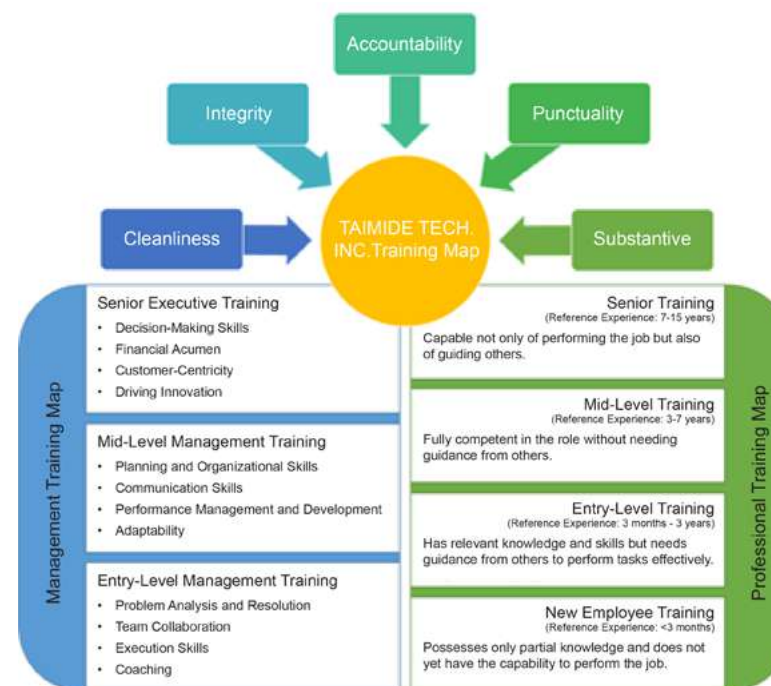 Accountability
Integrity
Punctuality
Cleanliness
TAIMIDE TECH.
INC.Training Map
Substantive
Management Training Map
Senior Executive Training
• Decision-Making Skills
• Financial Acumen
• Customer-Centricity
• Driving Innovation
Mid-Level Management Training
• Planning and Organizational Skills
• Communication Skills
• Performance Management and Development
• Adaptability
Entry-Level Management Training
• Problem Analysis and Resolution
• Team Collaboration
• Execution Skills
• Coaching
Senior Training
(Reference Experience: 7-15 years)
Capable not only of performing the job but also
of guiding others.
Mid-Level Training
(Reference Experience: 3-7 years)
Fully competent in the role without needing
guidance from others.
Entry-Level Training
(Reference Experience: 3 months - 3 years)
Has relevant knowledge and skills but needs
guidance from others to perform tasks effectively.
New Employee Training
(Reference Experience: <3 months)
Possesses only partial knowledge and does not
yet have the capability to perform the job.
Professional Training Map